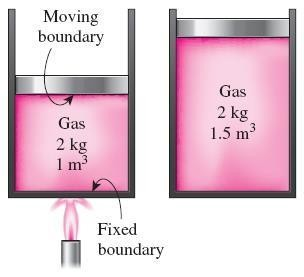 Moving
boundary
Gas
2 kg
1 m³
Fixed
boundary
Gas
2 kg
1.5 m³